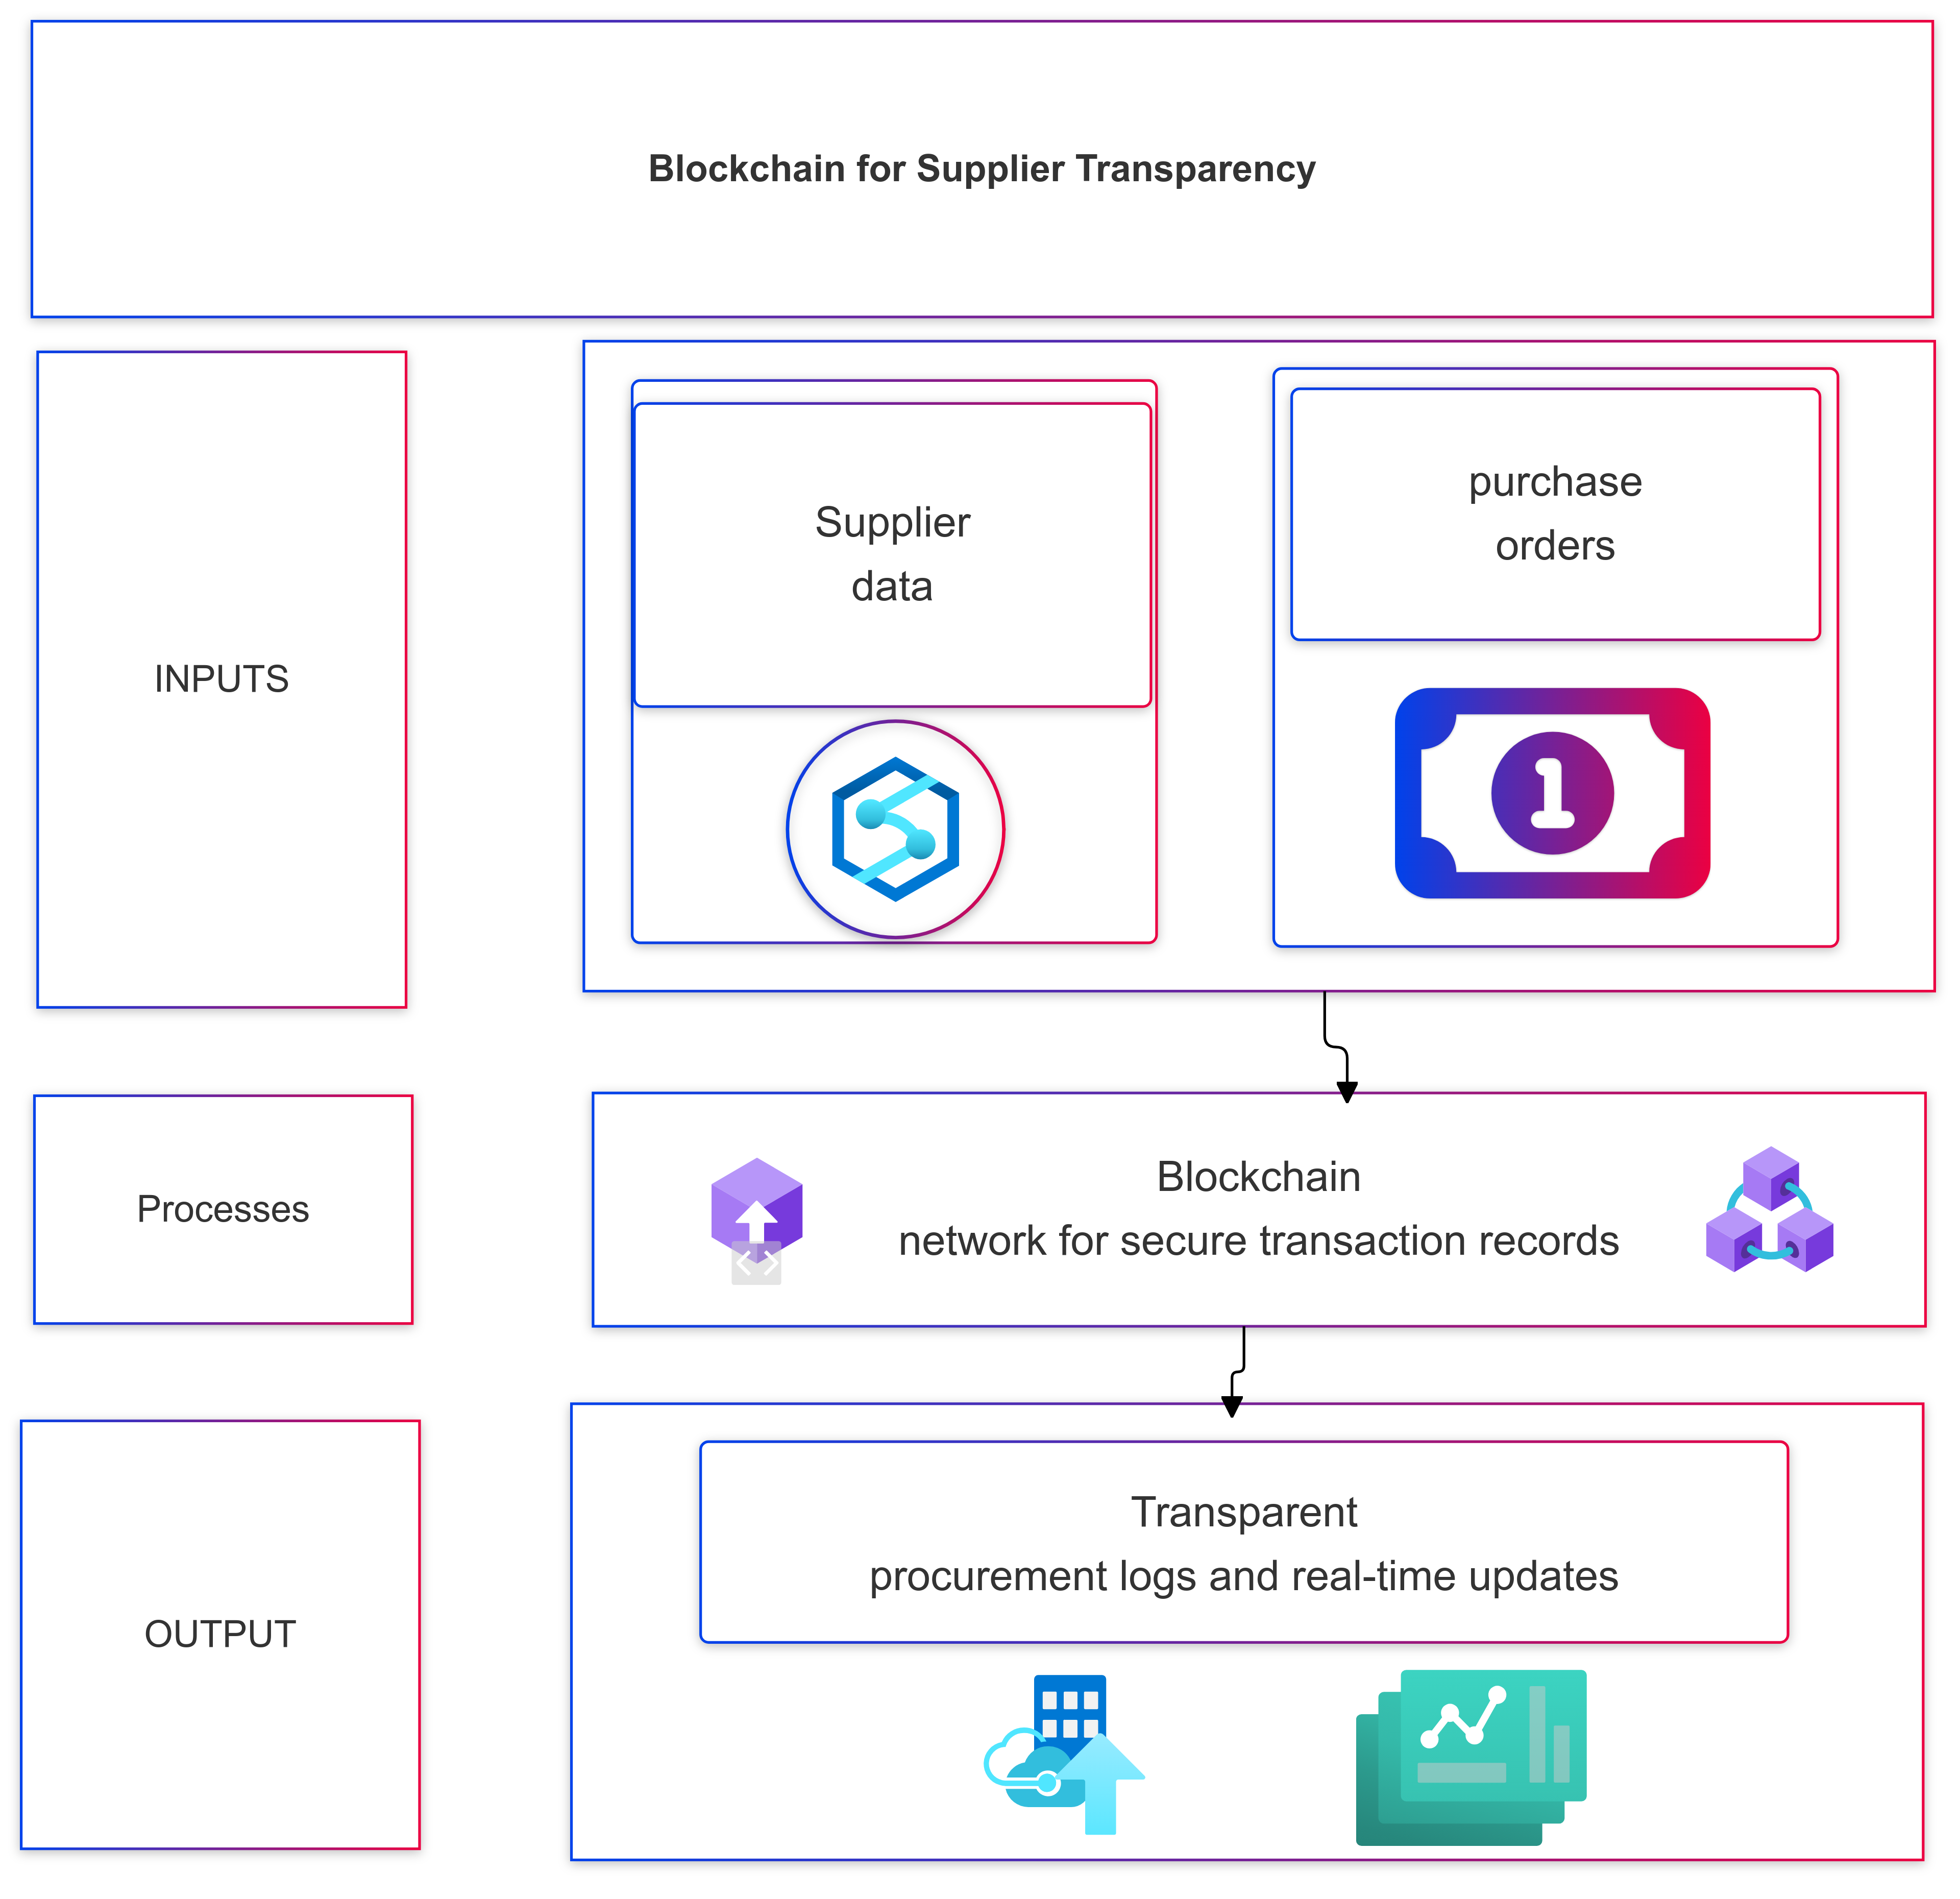 Blockchain for Supplier Transparency
INPUTS
Supplier
data
purchase
orders
1
Processes
Blockchain
network for secure transaction records
OUTPUT
Transparent
procurement logs and real-time updates